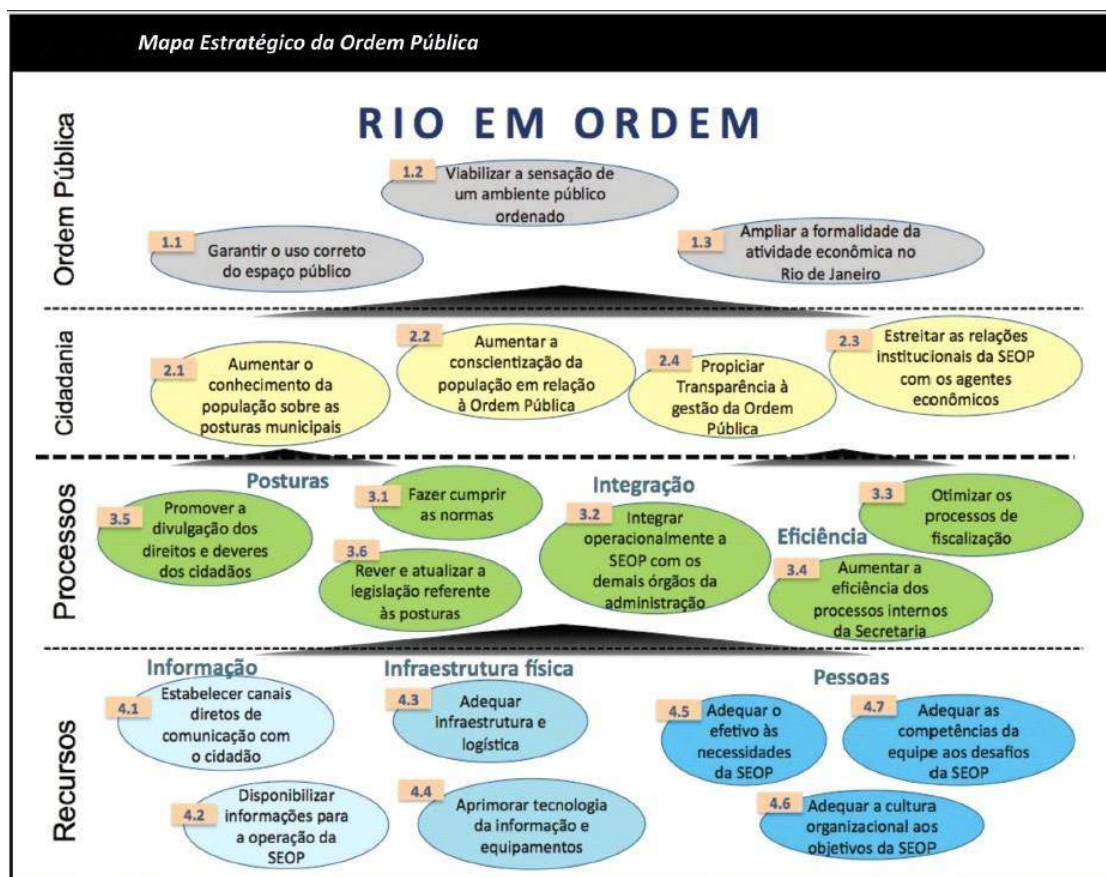 Mapa Estratégico da Ordem Pública
RIO EM ORDEM
Ordem Pública
1.2
Viabilizar a sensação de
um ambiente público
ordenado
1.1
Garantir o uso correto
do espaço público
1.3
Ampliar a formalidade da
atividade econômica no
Rio de Janeiro
Cidadania
2.1
Aumentar o
conhecimento da
população sobre as
posturas municipais
2.2
Aumentar a
conscientização da
população em relação
à Ordem Pública
2.4
Propiciar
Transparência à
gestão da Ordem
Pública
2.3
Estreitar as relações
institucionais da SEOP
com os agentes
econômicos
Processos
Posturas
3.5
Promover a
divulgação dos
direitos e deveres
dos cidadãos
3.1
Fazer cumprir
as normas
3.6
Rever e atualizar a
legislação referente
às posturas
Integração
3.2
Integrar
operacionalmente a
SEOP com os
demais órgãos da
administração
Eficiência
3.3
Otimizar os
processos de
fiscalização
3.4
Aumentar a
eficiência dos
processos internos
da Secretaria
Recursos
Informação
4.1
Estabelecer canais
diretos de
comunicação com
o cidadão
4.2
Disponibilizar
informações para
a operação da
SEOP
Infraestrutura física
4.3
Adequar
infraestrutura e
logística
4.4
Aprimorar tecnologia
da informação e
equipamentos
Pessoas
4.5
Adequar o
efetivo às
necessidades
da SEOP
4.7
Adequar as
competências da
equipe aos desafios
da SEOP
4.6
Adequar a cultura
organizacional aos
objetivos da SEOP